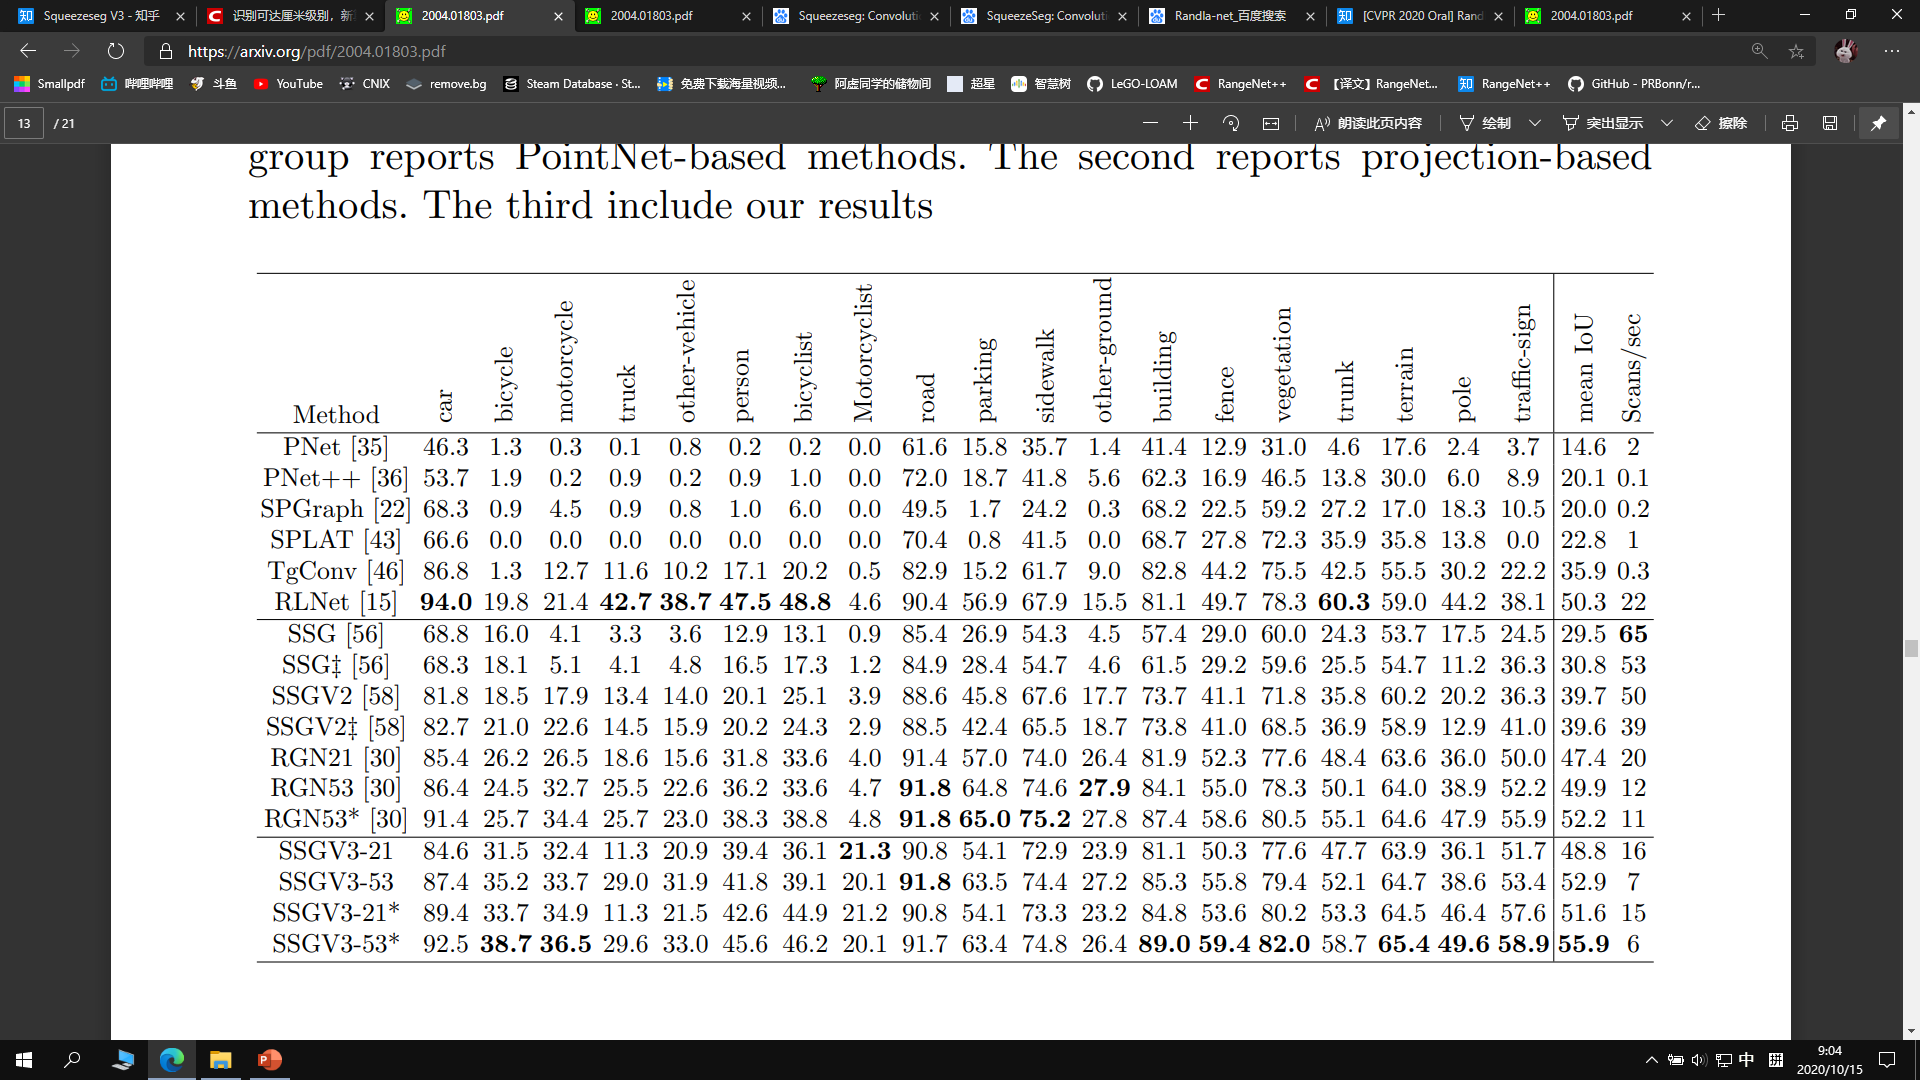 Squeezeseg V3 - 知乎
识别可达厘米级别，新
2004.01803.pdf
2004.01803.pdf
Squeezeseg: Convoluti
SqueezeSeg: Convoluti
Randla-net_百度搜索
[CVPR 2020 Oral] Rand
2004.01803.pdf
https://arxiv.org/pdf/2004.01803.pdf
Smallpdf
哔哩哔哩
斗鱼
YouTube
CNIX
remove.bg
Steam Database · St...
免费下载海量视频...
阿虚同学的储物间
超星
智慧树
LeGO-LOAM
RangeNet++
【译文】RangeNet...
RangeNet++
GitHub - PRBonn/r...
13 / 21
朗读此页内容
绘制
突出显示
擦除
group reports PointNet-based methods. The second reports projection-based
methods. The third include our results
Method car bicycle motorcycle truck other-vehicle person bicyclist Motorcyclist road parking sidewalk other-ground building fence vegetation trunk terrain pole traffic-sign mean IoU Scans/sec
PNet [35] 46.3 1.3 0.3 0.1 0.8 0.2 0.2 0.0 61.6 15.8 35.7 1.4 41.4 12.9 31.0 4.6 17.6 2.4 3.7 14.6 2
PNet++ [36] 53.7 1.9 0.2 0.9 0.2 0.9 1.0 0.0 72.0 18.7 41.8 5.6 62.3 16.9 46.5 13.8 30.0 6.0 8.9 20.1 0.1
SPGraph [22] 68.3 0.9 4.5 0.9 0.8 1.0 6.0 0.0 49.5 1.7 24.2 0.3 68.2 22.5 59.2 27.2 17.0 18.3 10.5 20.0 0.2
SPLAT [43] 66.6 0.0 0.0 0.0 0.0 0.0 0.0 0.0 70.4 0.8 41.5 0.0 68.7 27.8 72.3 35.9 35.8 13.8 0.0 22.8 1
TgConv [46] 86.8 1.3 12.7 11.6 10.2 17.1 20.2 0.5 82.9 15.2 61.7 9.0 82.8 44.2 75.5 42.5 55.5 30.2 22.2 35.9 0.3
RLNet [15] 94.0 19.8 21.4 42.7 38.7 47.5 48.8 4.6 90.4 56.9 67.9 15.5 81.1 49.7 78.3 60.3 59.0 44.2 38.1 50.3 22
SSG [56] 68.8 16.0 4.1 3.3 3.6 12.9 13.1 0.9 85.4 26.9 54.3 4.5 57.4 29.0 60.0 24.3 53.7 17.5 24.5 29.5 65
SSG‡ [56] 68.3 18.1 5.1 4.1 4.8 16.5 17.3 1.2 84.9 28.4 54.7 4.6 61.5 29.2 59.6 25.5 54.7 11.2 36.3 30.8 53
SSGV2 [58] 81.8 18.5 17.9 13.4 14.0 20.1 25.1 3.9 88.6 45.8 67.6 17.7 73.7 41.1 71.8 35.8 60.2 20.2 36.3 39.7 50
SSGV2‡ [58] 82.7 21.0 22.6 14.5 15.9 20.2 24.3 2.9 88.5 42.4 65.5 18.7 73.8 41.0 68.5 36.9 58.9 12.9 41.0 39.6 39
RGN21 [30] 85.4 26.2 26.5 18.6 15.6 31.8 33.6 4.0 91.4 57.0 74.0 26.4 81.9 52.3 77.6 48.4 63.6 36.0 50.0 47.4 20
RGN53 [30] 86.4 24.5 32.7 25.5 22.6 36.2 33.6 4.7 91.8 64.8 74.6 27.9 84.1 55.0 78.3 50.1 64.0 38.9 52.2 49.9 12
RGN53* [30] 91.4 25.7 34.4 25.7 23.0 38.3 38.8 4.8 91.8 65.0 75.2 27.8 87.4 58.6 80.5 55.1 64.6 47.9 55.9 52.2 11
SSGV3-21 84.6 31.5 32.4 11.3 20.9 39.4 36.1 21.3 90.8 54.1 72.9 23.9 81.1 50.3 77.6 47.7 63.9 36.1 51.7 48.8 16
SSGV3-53 87.4 35.2 33.7 29.0 31.9 41.8 39.1 20.1 91.8 63.5 74.4 27.2 85.3 55.8 79.4 52.1 64.7 38.6 53.4 52.9 7
SSGV3-21* 89.4 33.7 34.9 11.3 21.5 42.6 44.9 21.2 90.8 54.1 73.3 23.2 84.8 53.6 80.2 53.3 64.5 46.4 57.6 51.6 15
SSGV3-53* 92.5 38.7 36.5 29.6 33.0 45.6 46.2 20.1 91.7 63.4 74.8 26.4 89.0 59.4 82.0 58.7 65.4 49.6 58.9 55.9 6
中
拼
9:04
2020/10/15